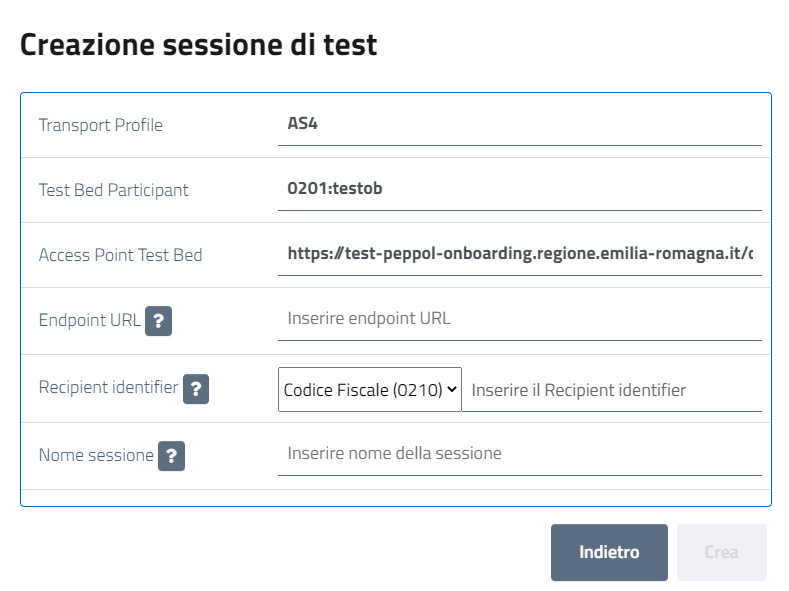 Creazione sessione di test
Transport Profile AS4
Test Bed Participant 0201:testob
Access Point Test Bed https://test-peppol-onboarding.regione.emilia-romagna.it/
Endpoint URL ? Inserire endpoint URL
Recipient identifier ? Codice Fiscale (0210) Inserire il Recipient identifier
Nome sessione ? Inserire nome della sessione
Indietro Crea